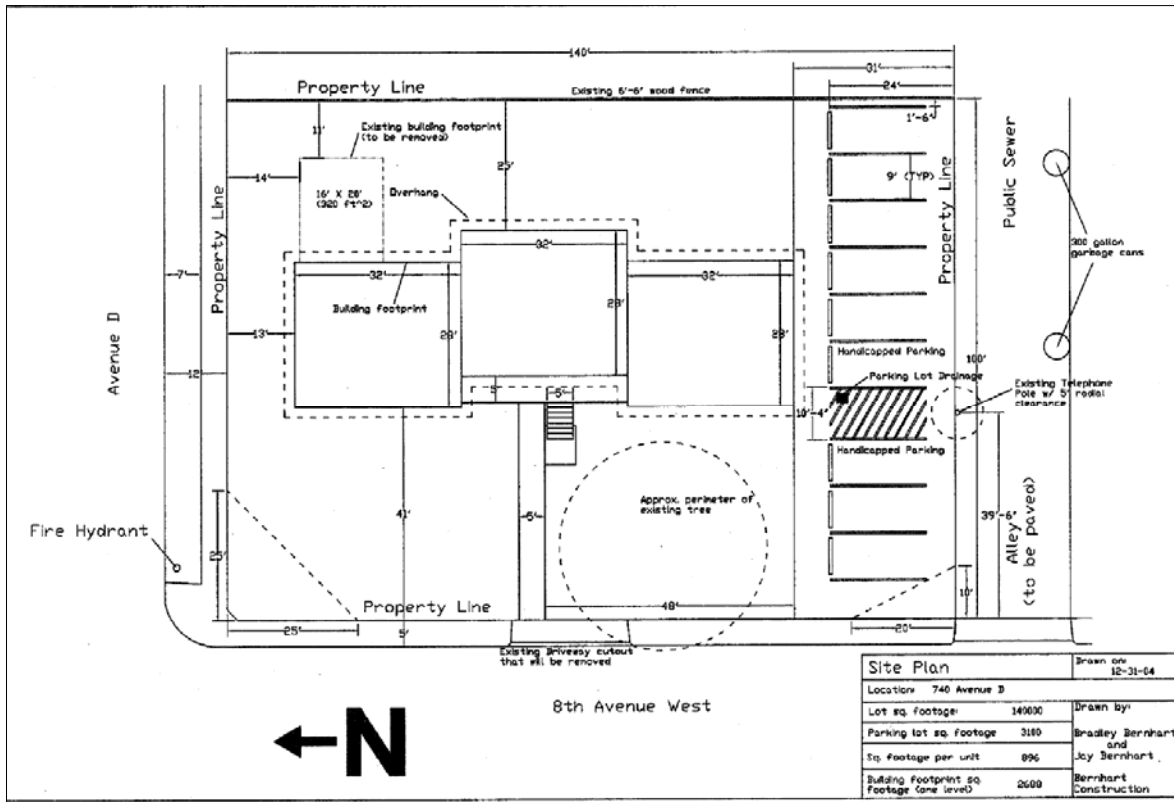 140'
31'
Property Line
Existing 6'-6' wood fence
24'
1'-6"
11'
Existing building footprint
(to be removed)
25'
14'
16' X 20'
(320 ft^2)
Overhang
9' (TYP)
Property Line
Property Line
Public Sewer
300 gallon
garbage cans
7'
32'
32'
32'
Building footprint
28'
28'
28'
13'
Avenue D
12'
Handicapped Parking
100'
Parking Lot Drainage
Existing Telephone
Pole w/ 5' radial
clearance
5'
5'
10'-4"
Handicapped Parking
Approx. perimeter of
existing tree
41'
5'
39'-6"
Alley
(to be paved)
Fire Hydrant
25'
10'
Property Line
48'
25'
5'
20'
Existing Driveway cutout
that will be removed
8th Avenue West
N
Site Plan
Drawn on:
12-31-04
Location: 740 Avenue D
Lot sq. footage: 140000
Drawn by:
Parking lot sq. footage 3100
Bradley Bernhart
and
Jay Bernhart
Sq. footage per unit 896
Building footprint sq.
footage (one level) 2688
Bernhart
Construction